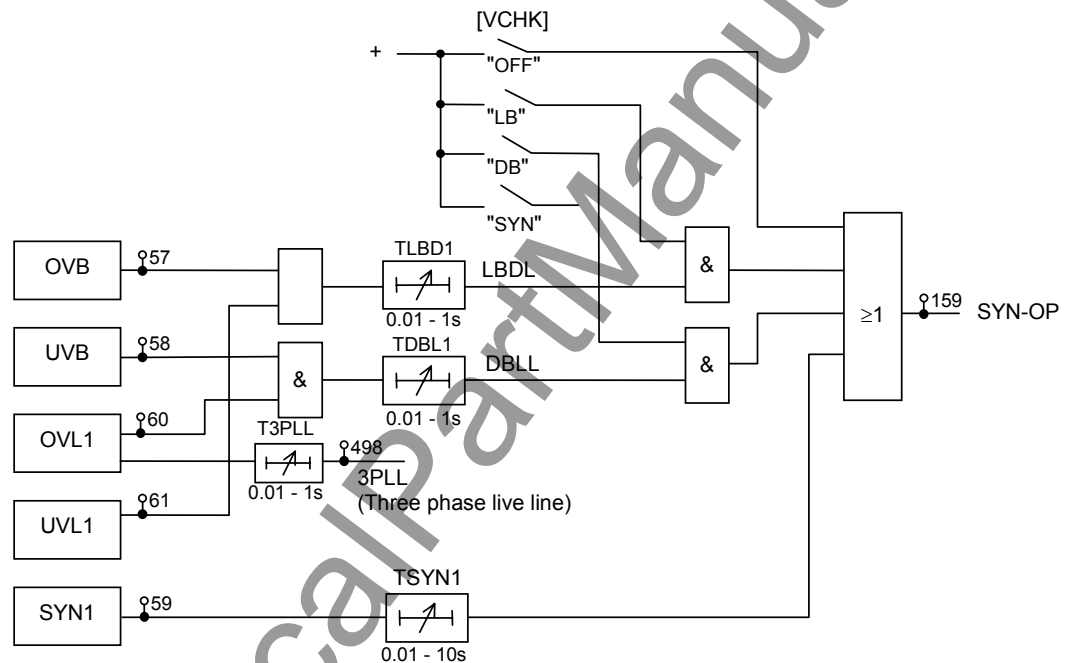 [VCHK]
+
"OFF"
"LB"
"DB"
"SYN"
OVB
57
TLBD1
LBDL
&
0.01 - 1s
≥1
159
SYN-OP
UVB
58
&
TDBL1
DBLL
&
0.01 - 1s
OVL1
60
T3PLL
498
3PLL
0.01 - 1s
(Three phase live line)
UVL1
61
SYN1
59
TSYN1
0.01 - 10s
calPartManu